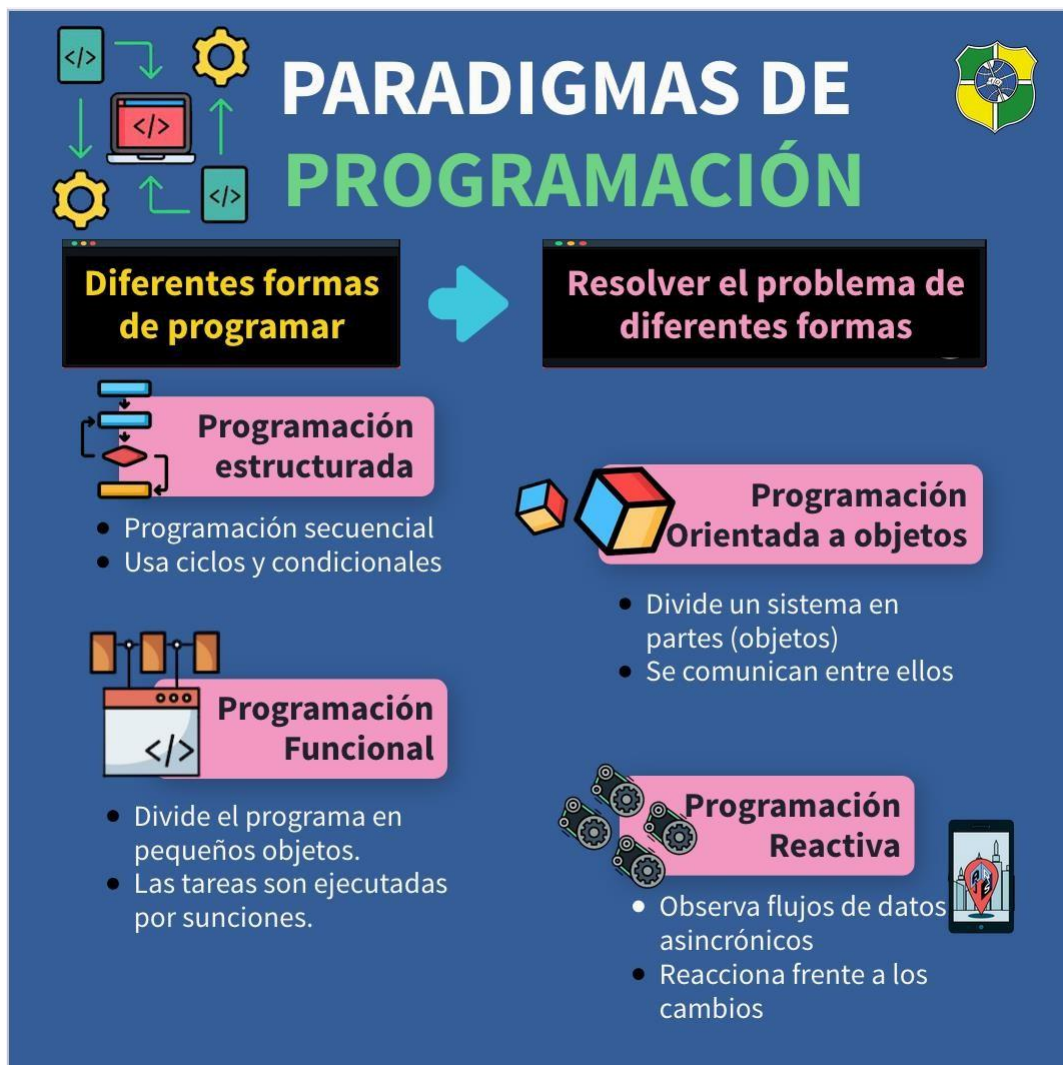 </>
</>
</>
PARADIGMAS DE
PROGRAMACIÓN
Diferentes formas
de programar
Resolver el problema de
diferentes formas
Programación
estructurada
Programación secuencial
Usa ciclos y condicionales
Programación
Orientada a objetos
Divide un sistema en
partes (objetos)
Se comunican entre ellos
</>
Programación
Funcional
Divide el programa en
pequeños objetos.
Las tareas son ejecutadas
por sunciones.
Programación
Reactiva
Observa flujos de datos
asincrónicos
Reacciona frente a los
cambios